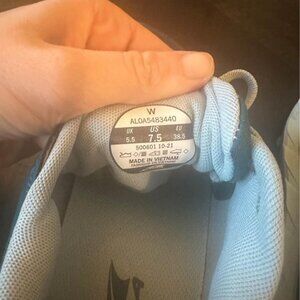 W
AL0A5483440
UK US EU
5.5 7.5 38.5
500601 10-21
MADE IN VIETNAM